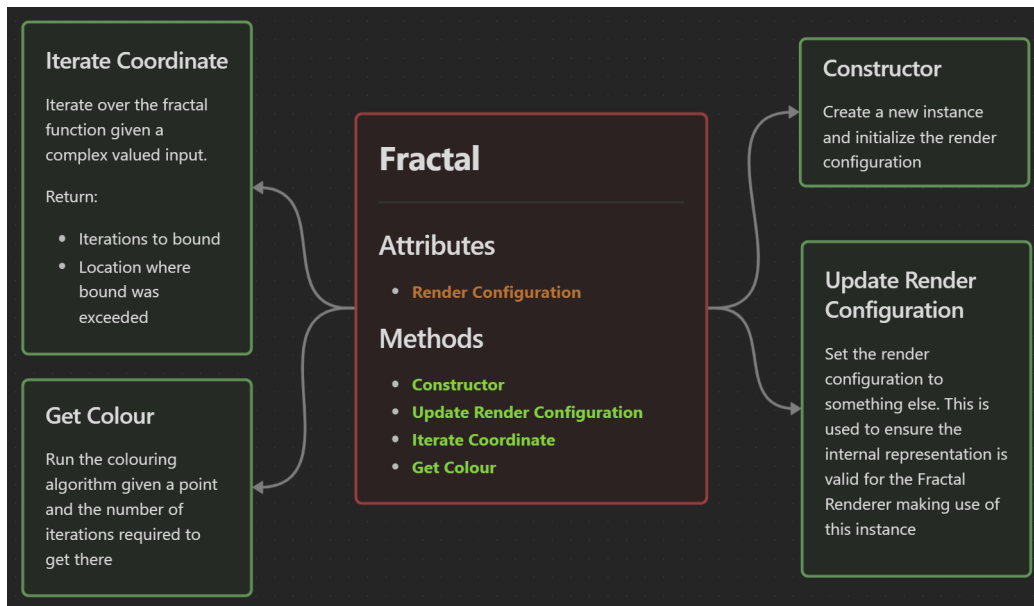 Iterate Coordinate
Iterate over the fractal
function given a
complex valued input.
Return:
Iterations to bound
Location where
bound was
exceeded
Get Colour
Run the colouring
algorithm given a point
and the number of
iterations required to
get there
Fractal
Attributes
Render Configuration
Methods
Constructor
Update Render Configuration
Iterate Coordinate
Get Colour
Constructor
Create a new instance
and initialize the render
configuration
Update Render
Configuration
Set the render
configuration to
something else. This is
used to ensure the
internal representation is
valid for the Fractal
Renderer making use of
this instance